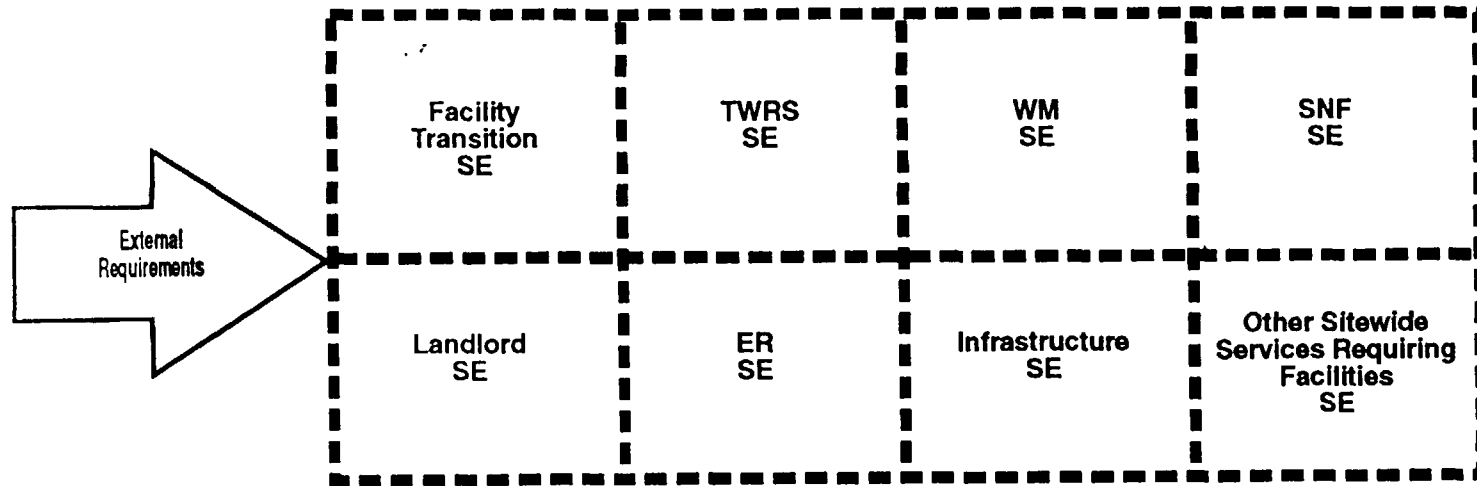 External
Requirements
Facility
Transition
SE
TWRS
SE
WM
SE
SNF
SE
Landlord
SE
ER
SE
Infrastructure
SE
Other Sitewide
Services Requiring
Facilities
SE